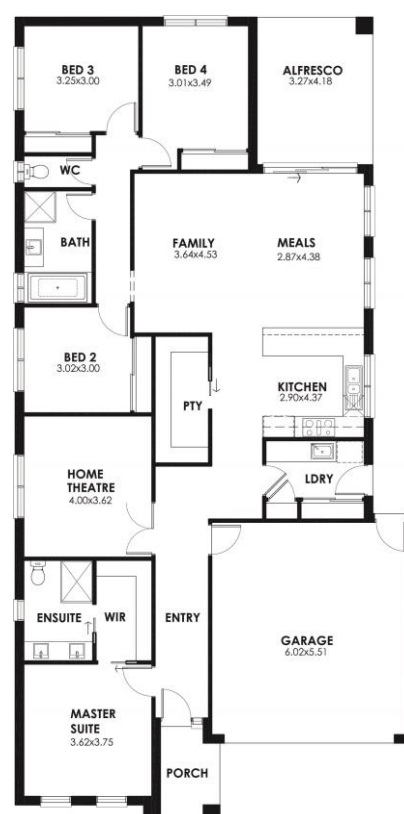 BED 3
3.25x3.00
BED 4
3.01x3.49
ALFRESCO
3.27x4.18
WC
BATH
FAMILY
3.64x4.53
MEALS
2.87x4.38
BED 2
3.02x3.00
PTY
KITCHEN
2.90x4.37
HOME
THEATRE
4.00x3.62
LDRY
ENSUITE
WIR
ENTRY
GARAGE
6.02x5.51
MASTER
SUITE
3.62x3.75
PORCH